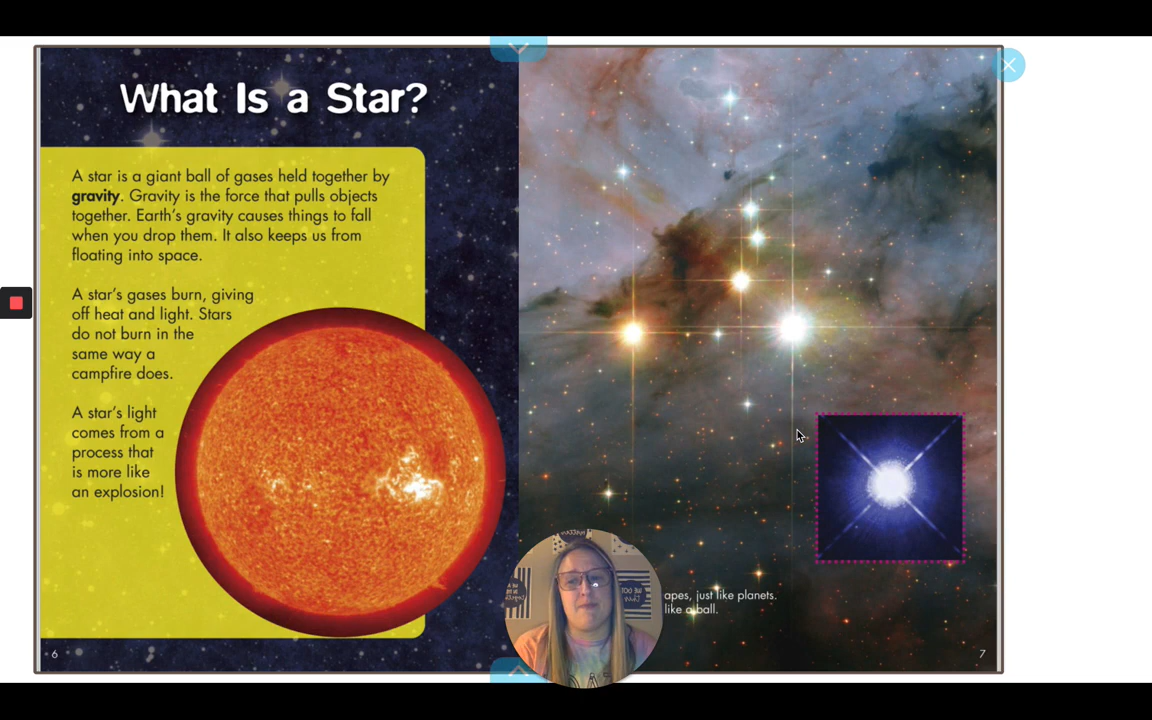 What Is a Star?
A star is a giant ball of gases held together by
gravity. Gravity is the force that pulls objects
together. Earth's gravity causes things to fall
when you drop them. It also keeps us from
floating into space.
A star's gases burn, giving
off heat and light. Stars
do not burn in the
same way a
campfire does.
A star's light
comes from a
process that
is more like
an explosion!
apes, just like planets.
like a ball.
6
7